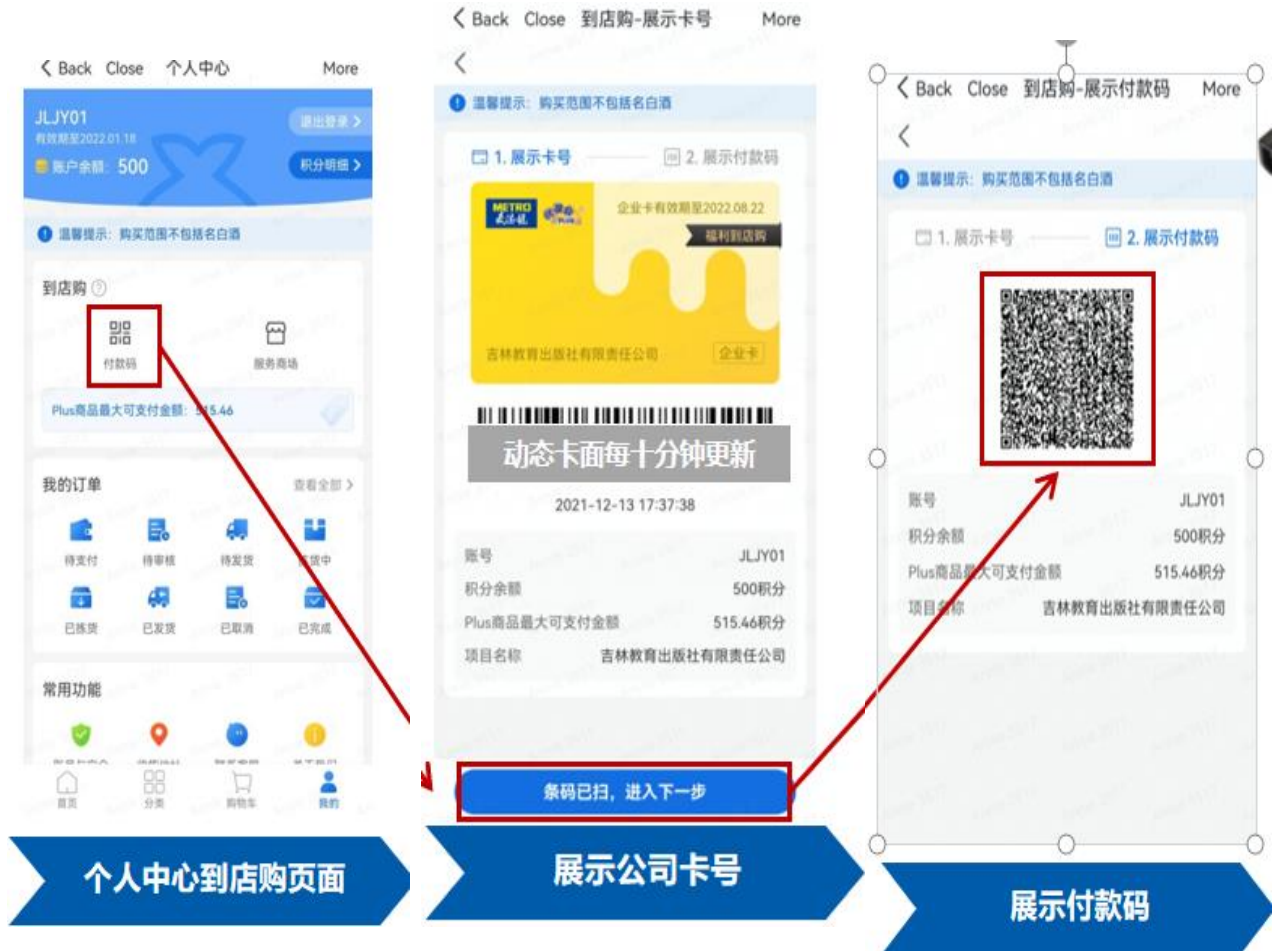 Back Close 个人中心 More
JLJY01
有效期至2022.01.18
退出登录 >
账户余额: 500
积分明细 >
温馨提示: 购买范围不包括名白酒
到店购
付款码
服务商场
Plus商品最大可支付金额: 515.46
我的订单
查看全部 >
待支付 待审核 待发货 拣货中
已拣货 已发货 已取消 已完成
常用功能
首页 分类 购物车 我的
个人中心到店购页面
Back Close 到店购-展示卡号 More
温馨提示: 购买范围不包括名白酒
1. 展示卡号
2. 展示付款码
METRO
麦德龙
PLUS
企业卡有效期至2022.08.22
福利到店购
吉林教育出版社有限责任公司
企业卡
动态卡面每十分钟更新
2021-12-13 17:37:38
账号 JLJY01
积分余额 500积分
Plus商品最大可支付金额 515.46积分
项目名称 吉林教育出版社有限责任公司
条码已扫，进入下一步
展示公司卡号
Back Close 到店购-展示付款码 More
温馨提示: 购买范围不包括名白酒
1. 展示卡号
2. 展示付款码
账号 JLJY01
积分余额 500积分
Plus商品最大可支付金额 515.46积分
项目名称 吉林教育出版社有限责任公司
展示付款码